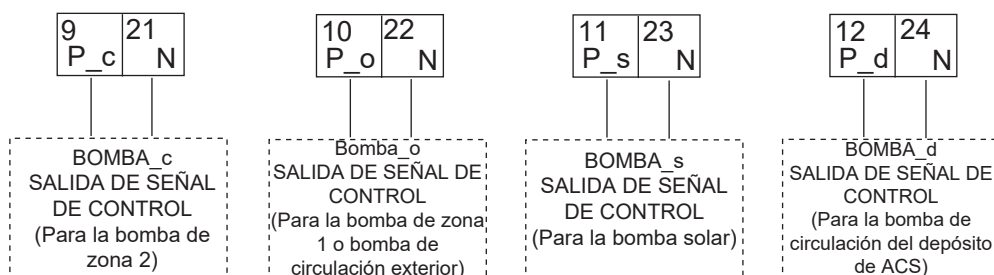 9 21
P_c N
BOMBA_c
SALIDA DE SEÑAL
DE CONTROL
(Para la bomba de
zona 2)
10 22
P_o N
Bomba_o
SALIDA DE SEÑAL DE
CONTROL
(Para la bomba de zona
1 o bomba de
circulación exterior)
11 23
P_s N
BOMBA_s
SALIDA DE SEÑAL
DE CONTROL
(Para la bomba solar)
12 24
P_d N
BOMBA_d
SALIDA DE SEÑAL DE
CONTROL
(Para la bomba de
circulación del depósito
de ACS)